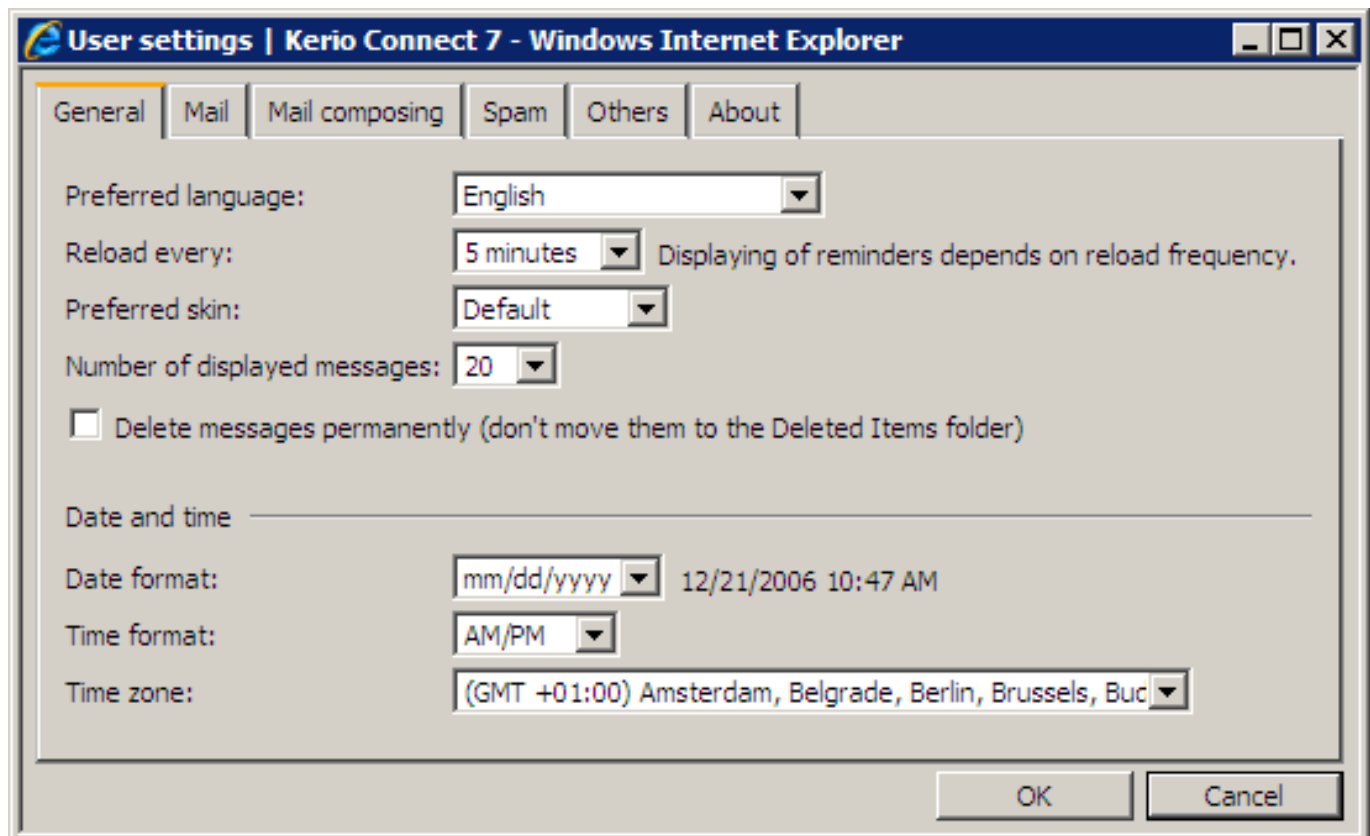 User settings | Kerio Connect 7 - Windows Internet Explorer
General Mail Mail composing Spam Others About
Preferred language: English
Reload every: 5 minutes Displaying of reminders depends on reload frequency.
Preferred skin: Default
Number of displayed messages: 20
Delete messages permanently (don't move them to the Deleted Items folder)
Date and time
Date format: mm/dd/yyyy 12/21/2006 10:47 AM
Time format: AM/PM
Time zone: (GMT +01:00) Amsterdam, Belgrade, Berlin, Brussels, Bud
OK Cancel